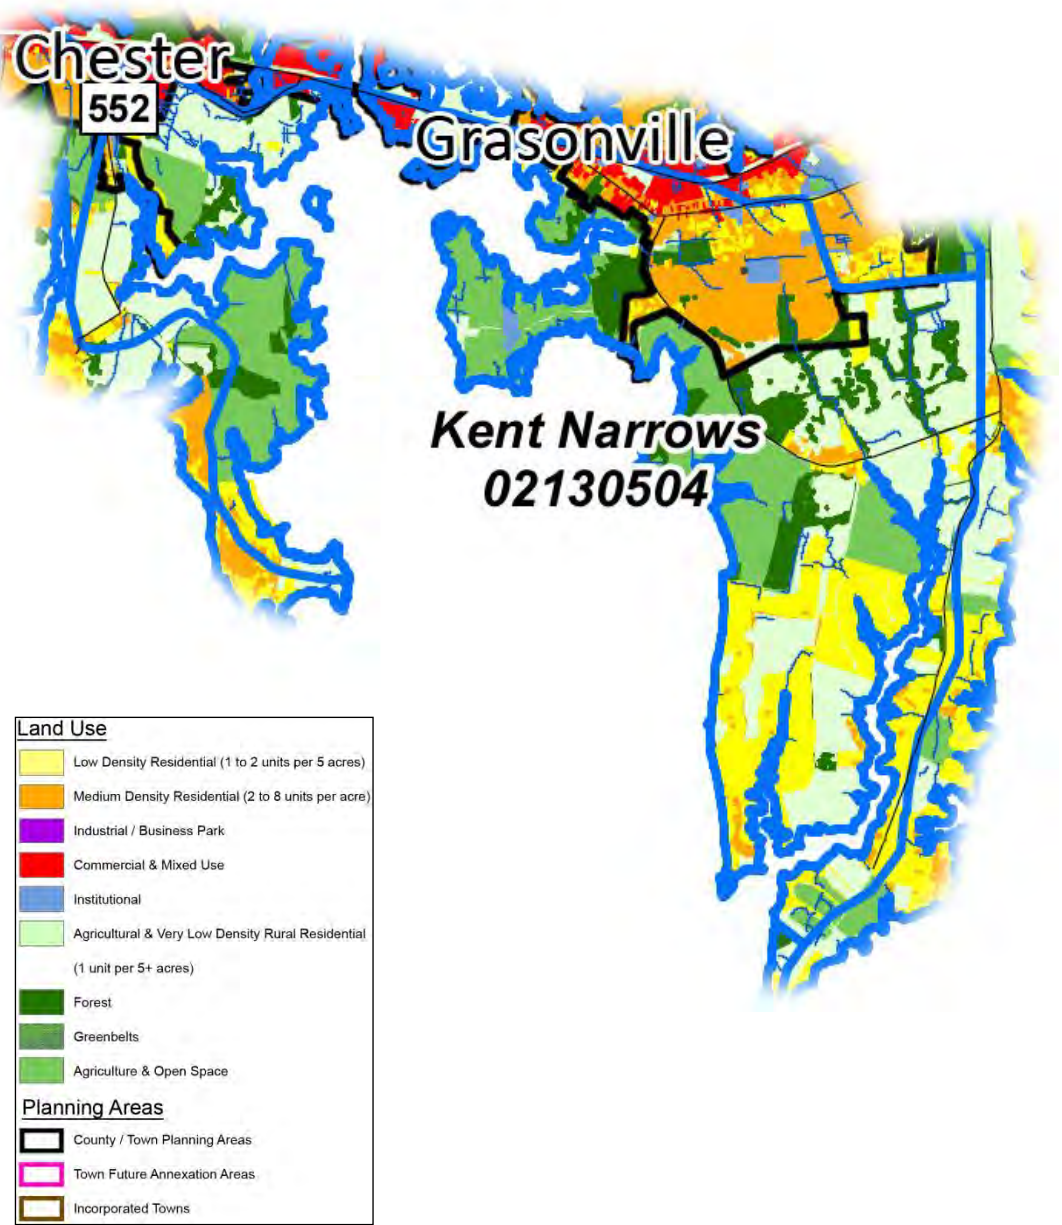 Chester
552
Grasonville
Kent Narrows
02130504
Land Use
Low Density Residential (1 to 2 units per 5 acres)
Medium Density Residential (2 to 8 units per acre)
Industrial / Business Park
Commercial & Mixed Use
Institutional
Agricultural & Very Low Density Rural Residential
(1 unit per 5+ acres)
Forest
Greenbelts
Agriculture & Open Space
Planning Areas
County / Town Planning Areas
Town Future Annexation Areas
Incorporated Towns